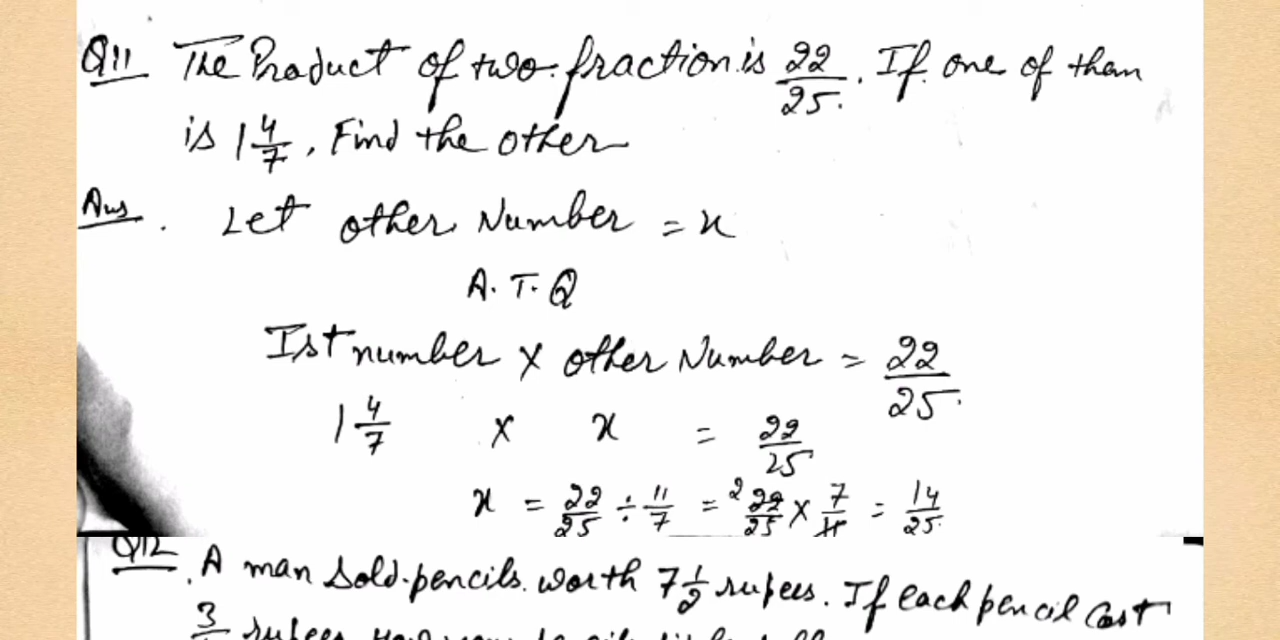 Q11 The Product of two fraction is 22/25. If one of them
is 1 4/7, Find the other
Ans. Let other Number = x
A.T.Q
Ist number × other Number = 22/25.
1 4/7 × x = 22/25
x = 22/25 ÷ 11/7 = 2 22/25 × 7/11 = 14/25
Q12. A man sold pencils worth 7 1/2 rupees. If each pencil cost
rupees